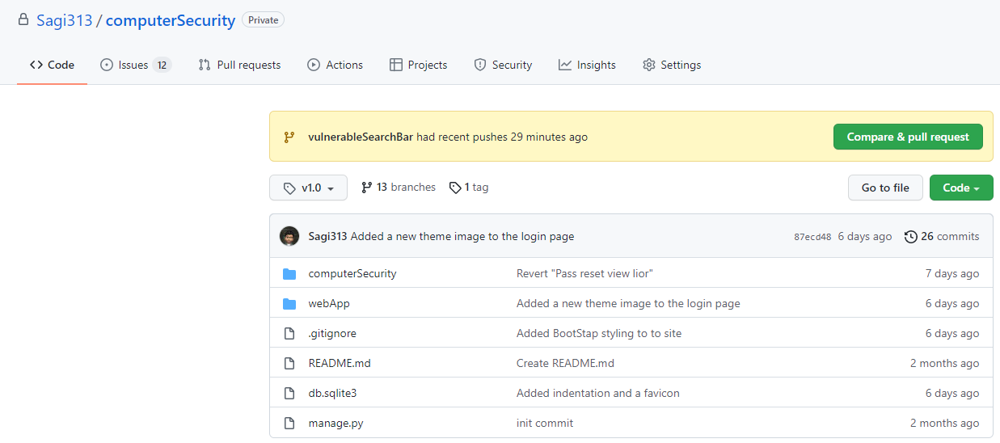 Sagi313 / computerSecurity Private
Code Issues 12 Pull requests Actions Projects Security Insights Settings
vulnerableSearchBar had recent pushes 29 minutes ago Compare & pull request
v1.0 13 branches 1 tag Go to file Code
Sagi313 Added a new theme image to the login page 87ecd48 6 days ago 26 commits
computerSecurity Revert "Pass reset view lior" 7 days ago
webApp Added a new theme image to the login page 6 days ago
.gitignore Added BootStap styling to to site 6 days ago
README.md Create README.md 2 months ago
db.sqlite3 Added indentation and a favicon 6 days ago
manage.py init commit 2 months ago